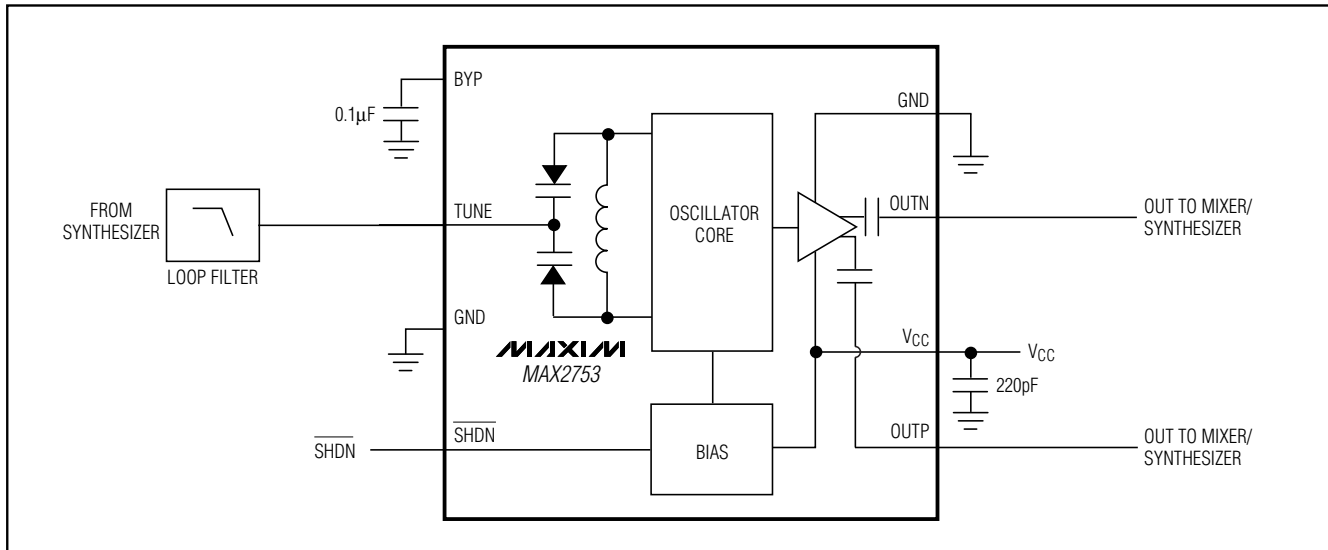 BYP
0.1μF
GND
FROM
SYNTHESIZER
TUNE
LOOP FILTER
OSCILLATOR
CORE
OUTN
OUT TO MIXER/
SYNTHESIZER
GND
MAXIM
MAX2753
VCC
VCC
220pF
SHDN
SHDN
BIAS
OUTP
OUT TO MIXER/
SYNTHESIZER